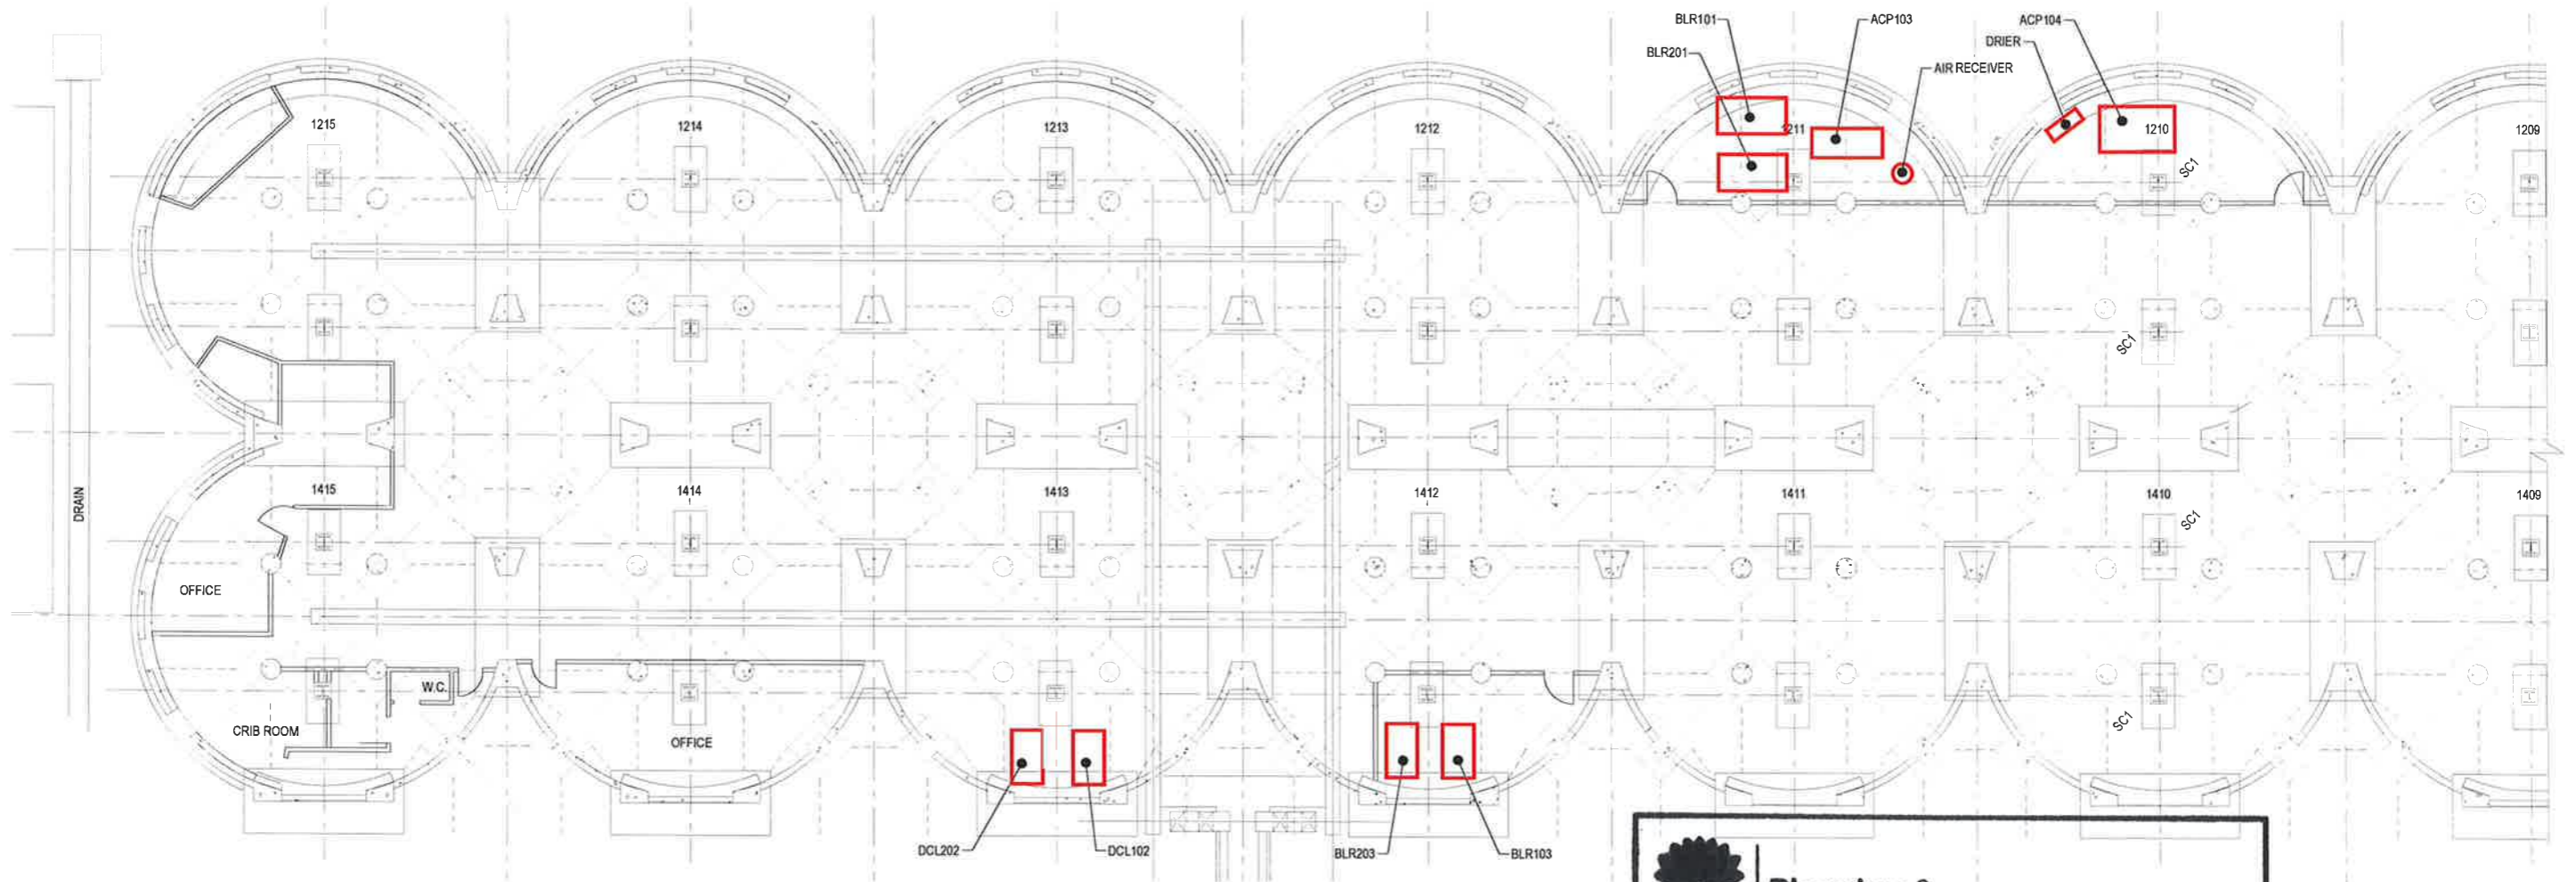 BLR101
ACP103
ACP104
BLR201
DRIER
AIR RECEIVER
1215
1214
1213
1212
1211
1210
1209
SC1
SC1
DRAIN
1415
1414
1413
1412
1411
1410
1409
SC1
OFFICE
W.C.
CRIB ROOM
OFFICE
SC1
DCL202
DCL102
BLR203
BLR103